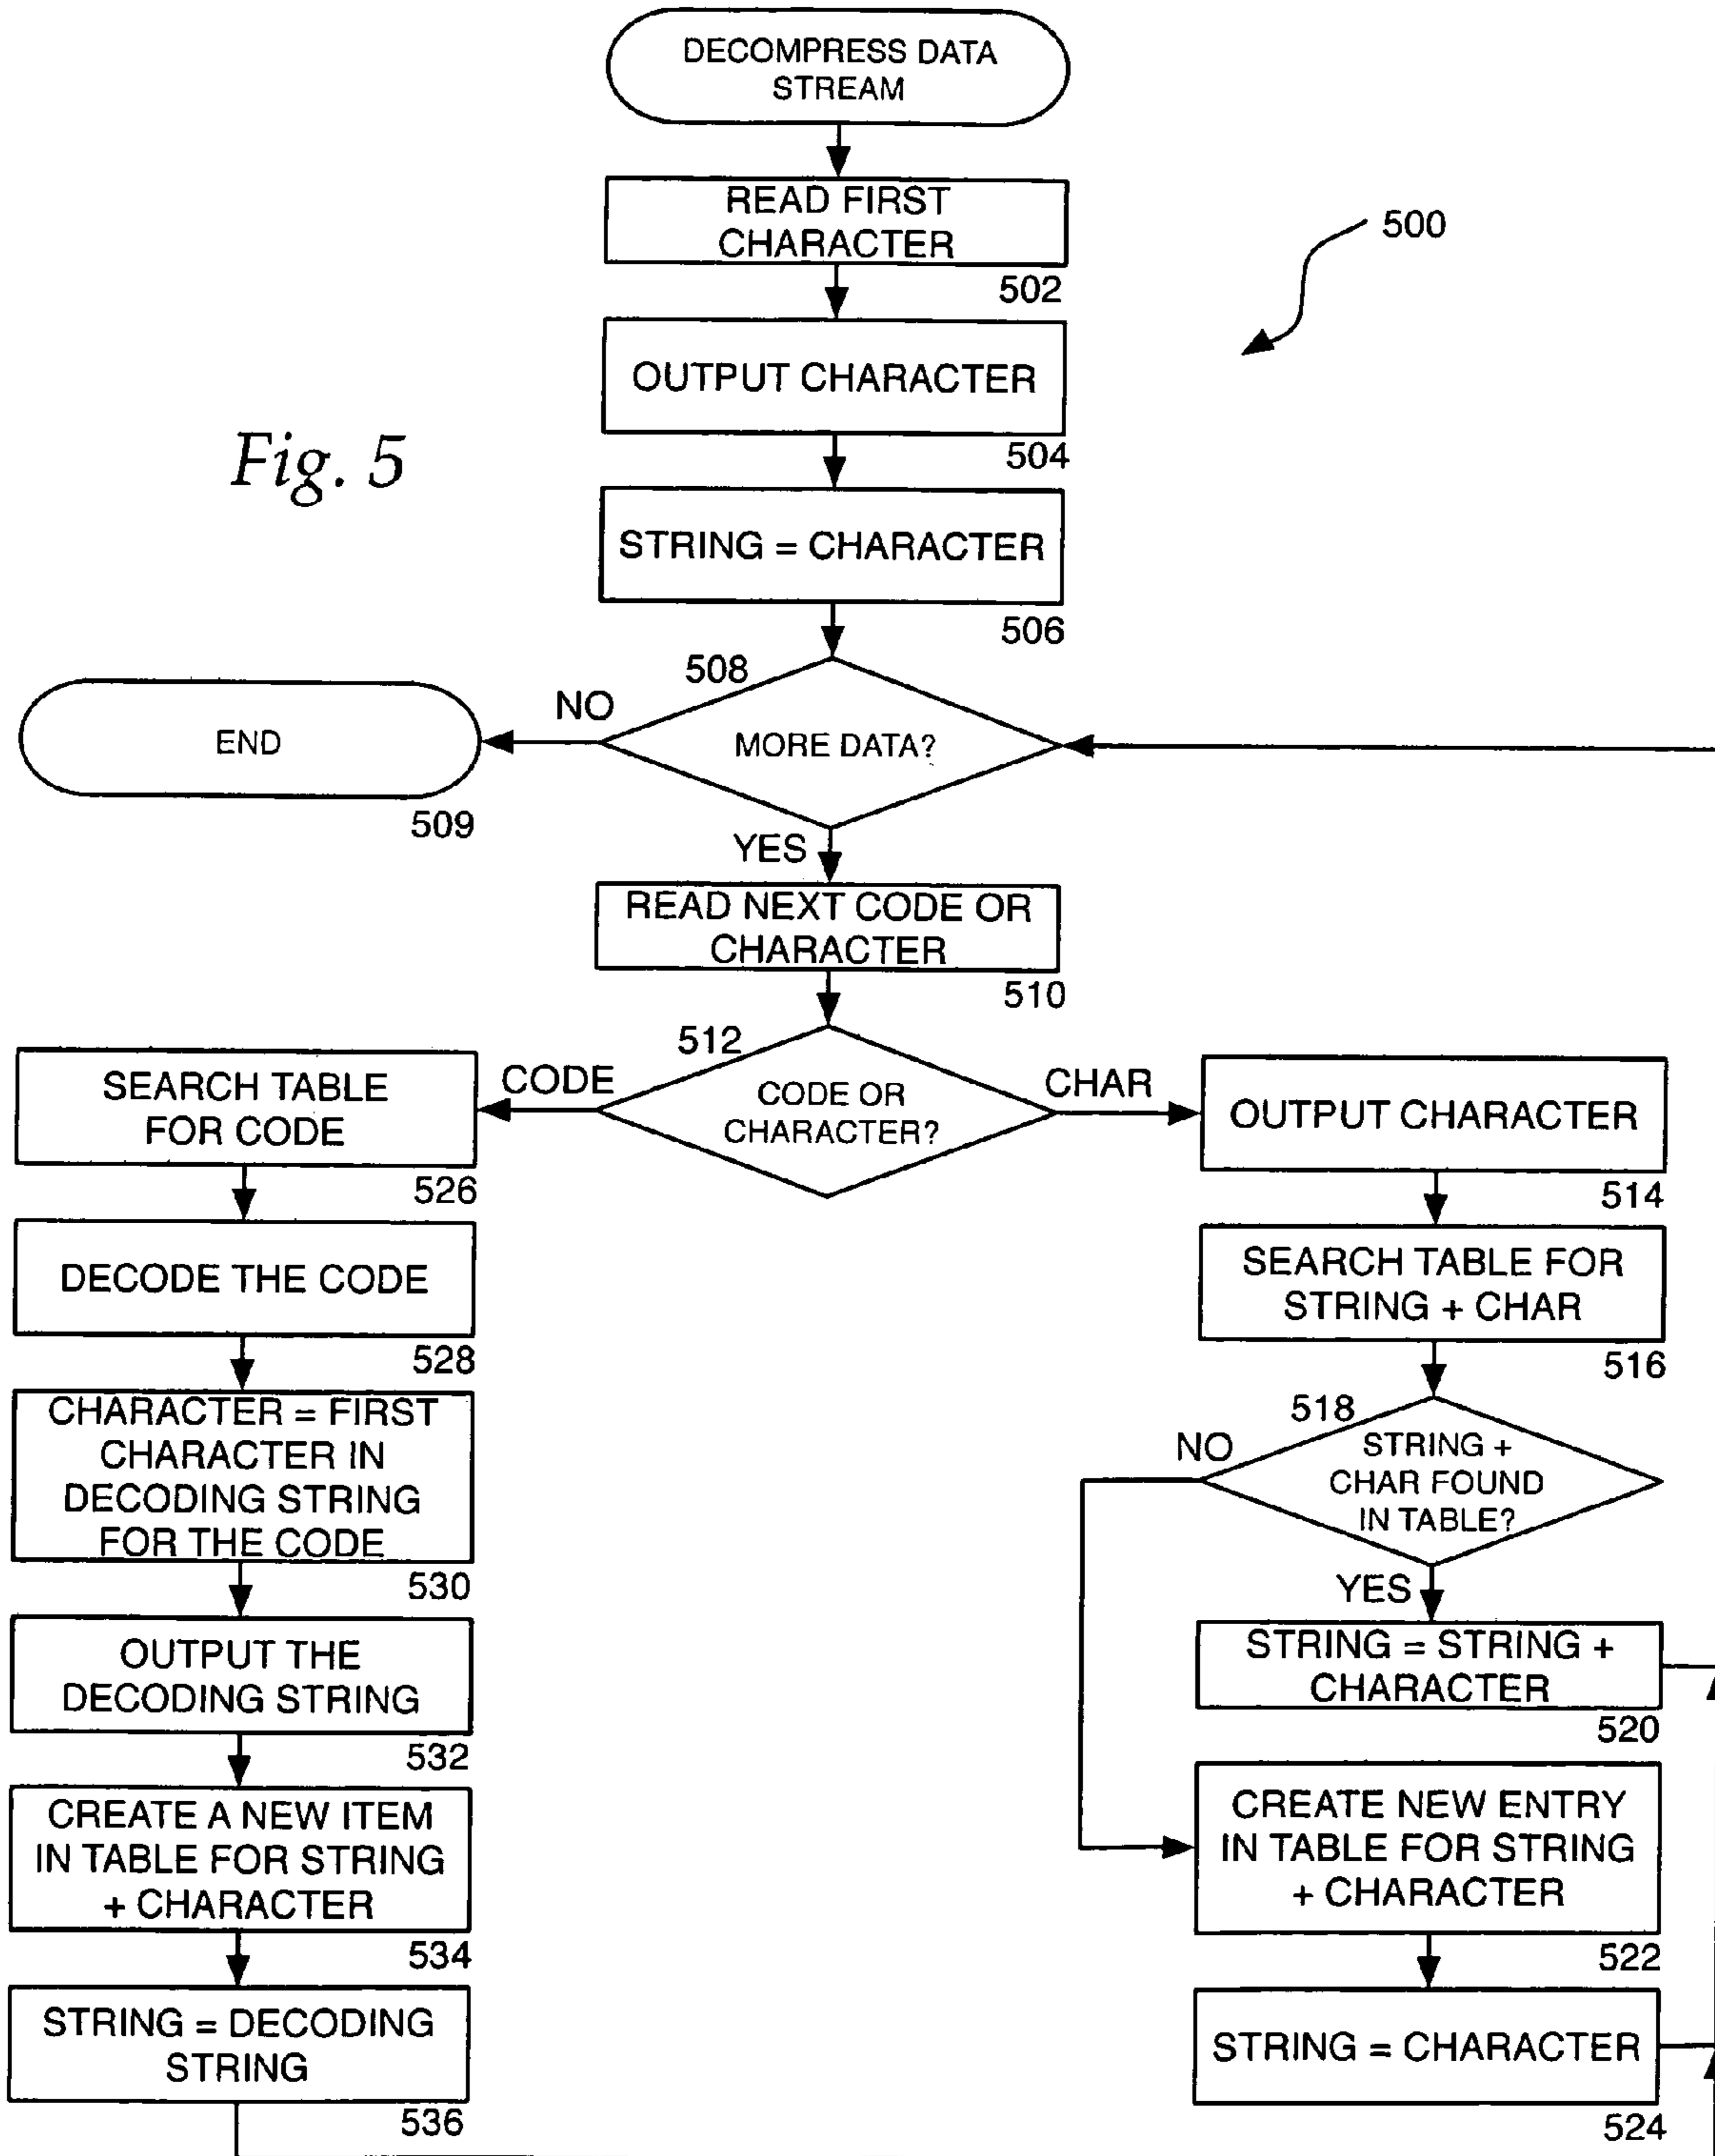 DECOMPRESS DATA
STREAM
READ FIRST
CHARACTER
502
500
OUTPUT CHARACTER
504
Fig. 5
STRING = CHARACTER
506
508
MORE DATA?
NO
END
509
YES
READ NEXT CODE OR
CHARACTER
510
512
CODE OR
CHARACTER?
CODE
CHAR
SEARCH TABLE
FOR CODE
526
DECODE THE CODE
528
CHARACTER = FIRST
CHARACTER IN
DECODING STRING
FOR THE CODE
530
OUTPUT THE
DECODING STRING
532
CREATE A NEW ITEM
IN TABLE FOR STRING
+ CHARACTER
534
STRING = DECODING
STRING
536
OUTPUT CHARACTER
514
SEARCH TABLE FOR
STRING + CHAR
516
518
STRING +
CHAR FOUND
IN TABLE?
NO
YES
STRING = STRING +
CHARACTER
520
CREATE NEW ENTRY
IN TABLE FOR STRING
+ CHARACTER
522
STRING = CHARACTER
524